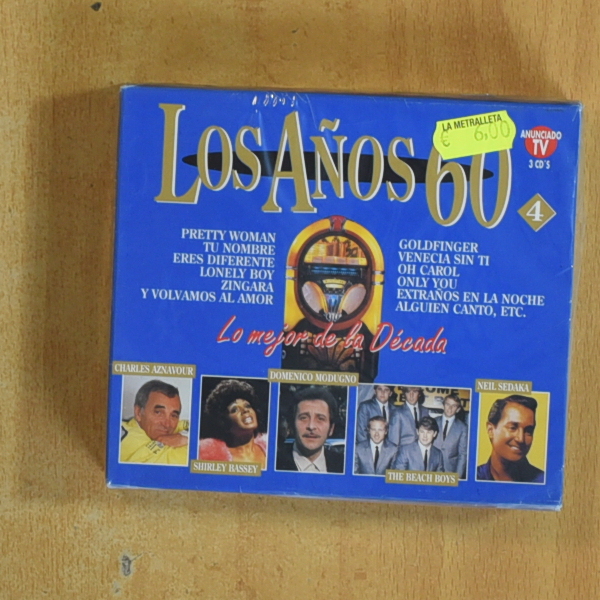 LOS AÑOS 60
LA METRALLETA
€ 6,00
ANUNCIADO
TV
3 CD´S
4
PRETTY WOMAN
TU NOMBRE
ERES DIFERENTE
LONELY BOY
ZINGARA
Y VOLVAMOS AL AMOR
GOLDFINGER
VENECIA SIN TI
OH CAROL
ONLY YOU
EXTRAÑOS EN LA NOCHE
ALGUIEN CANTO, ETC.
Lo mejor de la Década
CHARLES AZNAVOUR
SHIRLEY BASSEY
DOMENICO MODUGNO
THE BEACH BOYS
NEIL SEDAKA